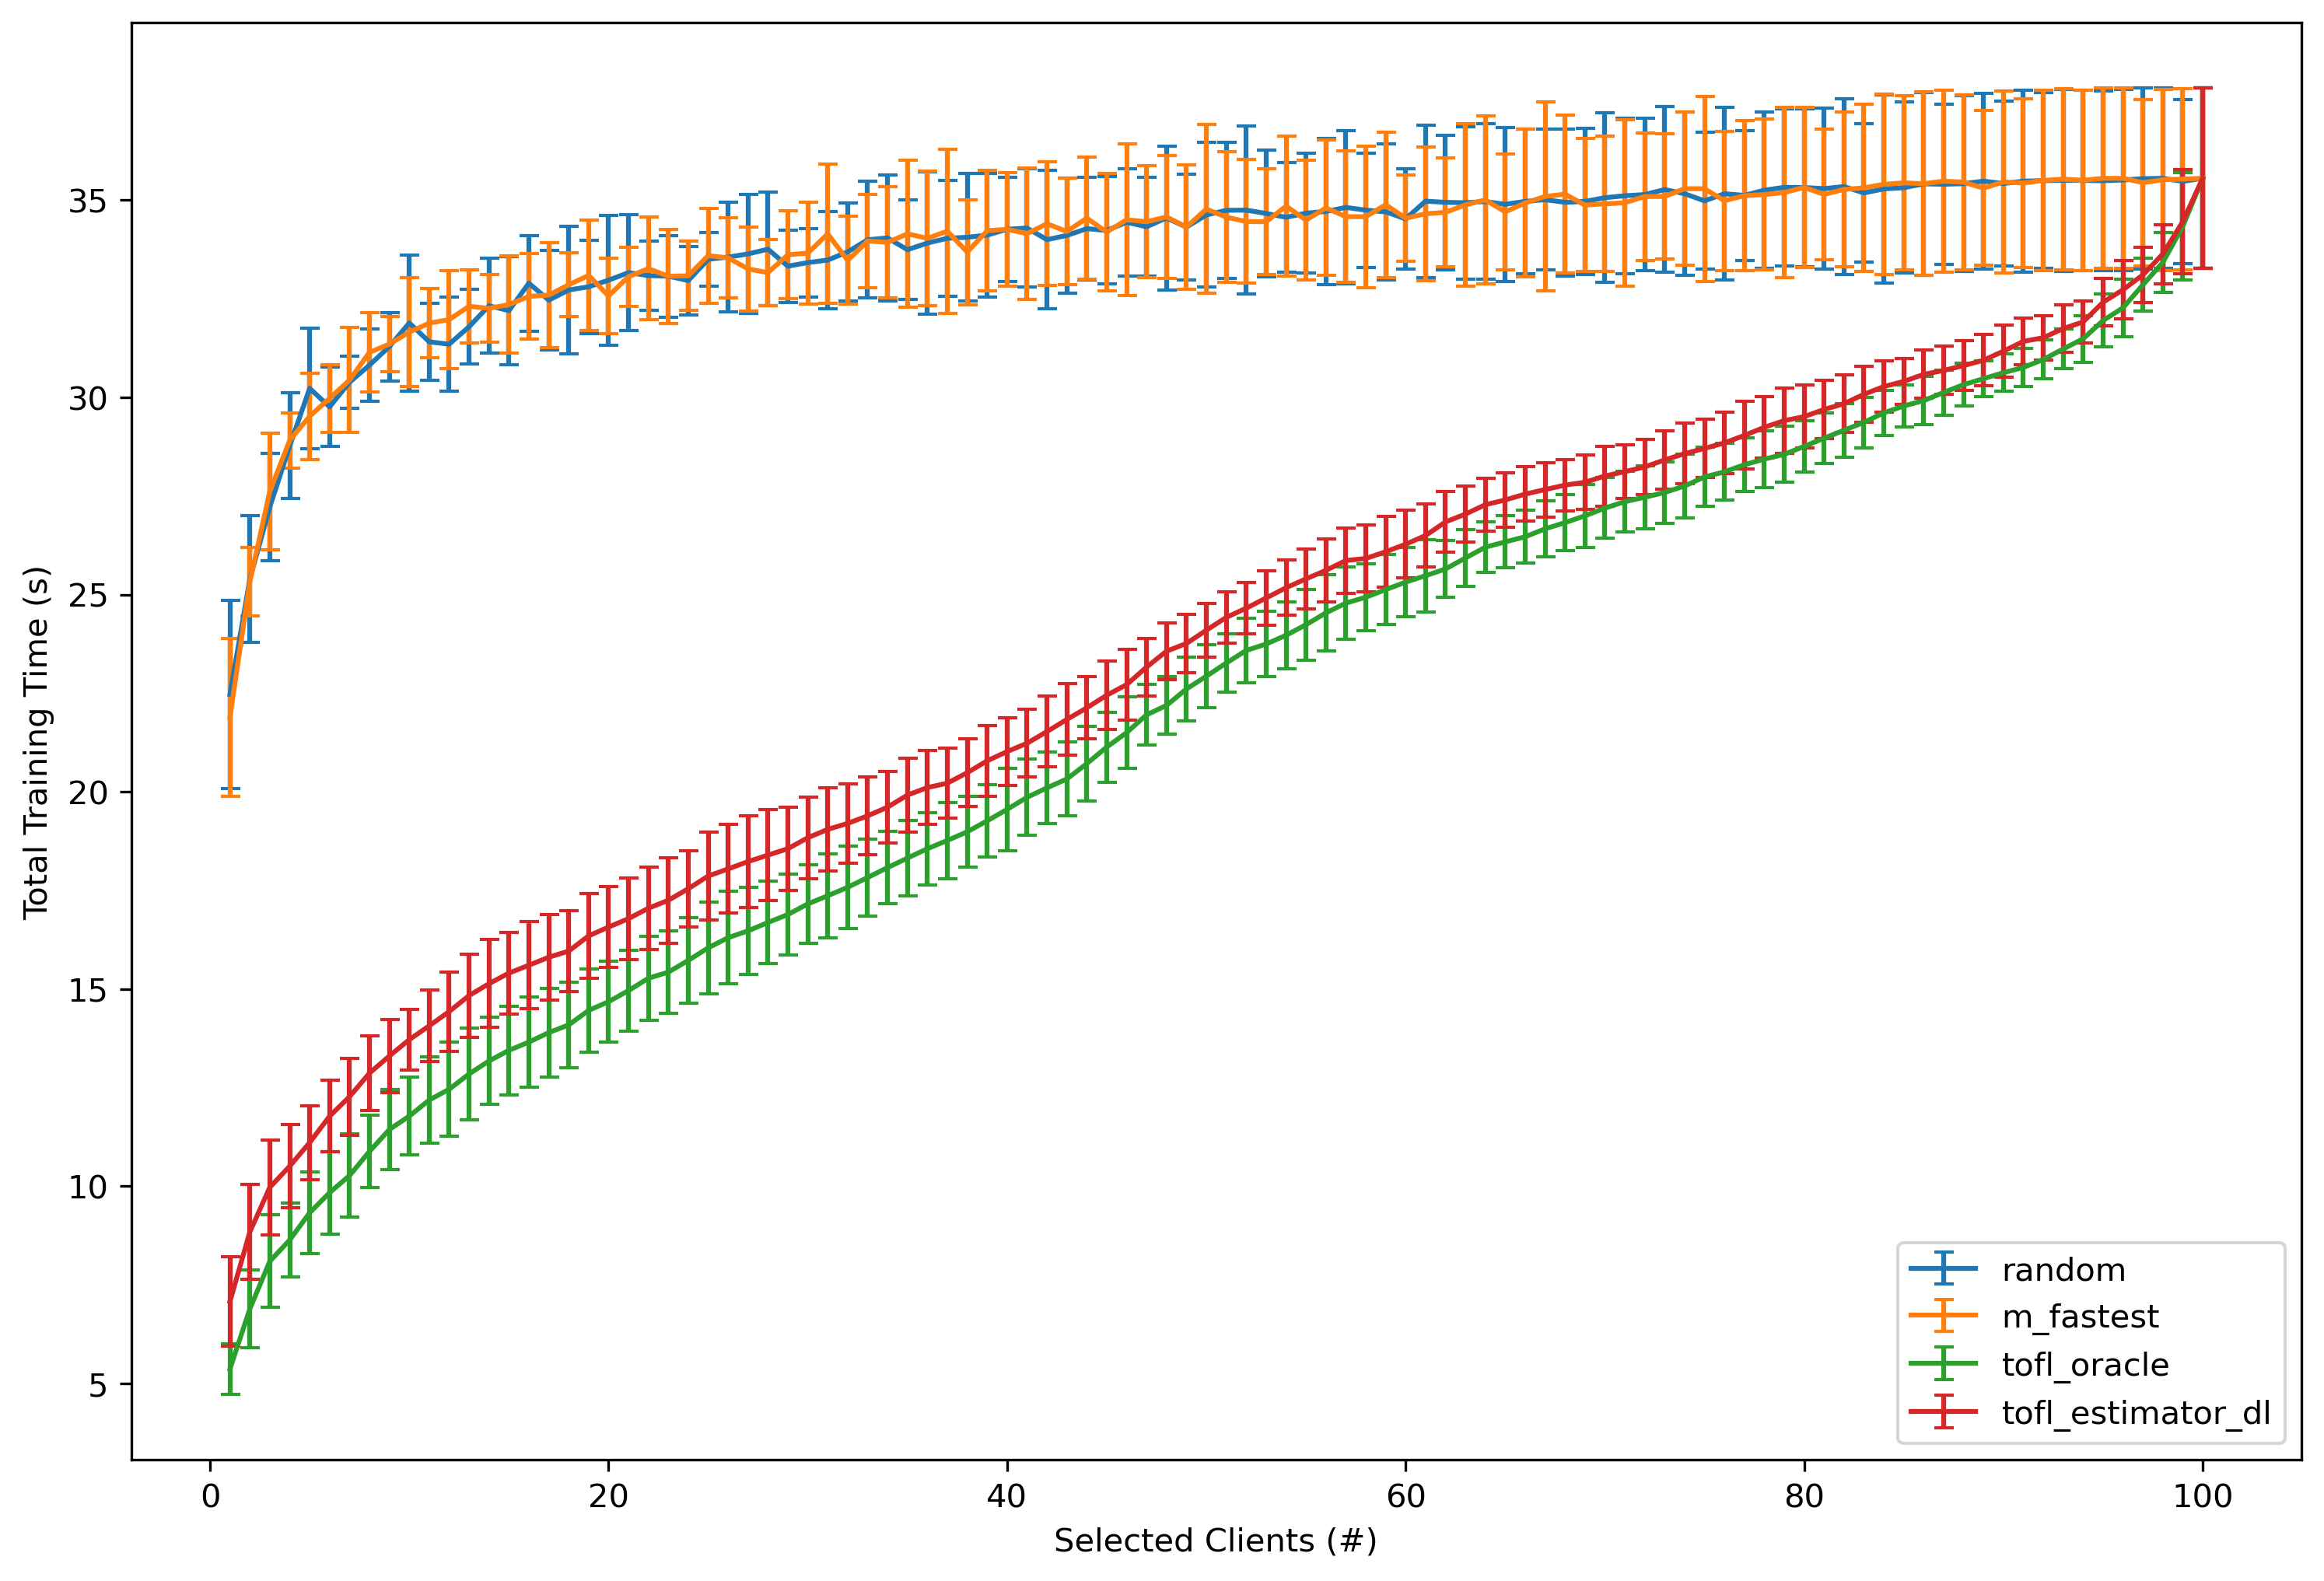 Total Training Time (s)
35
30
25
20
15
10
5
0
20
40
60
80
100
Selected Clients (#)
random
m_fastest
tofl_oracle
tofl_estimator_dl